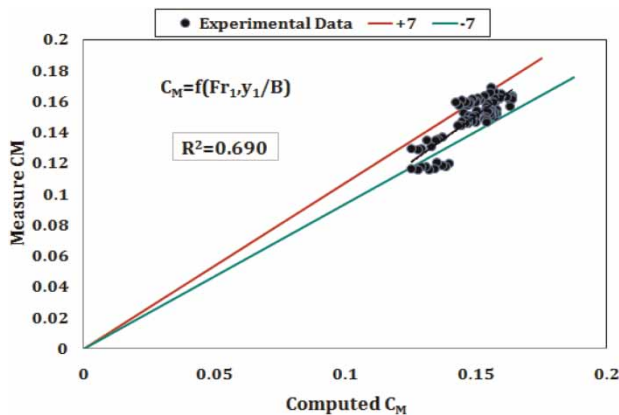 Experimental Data +7 -7
0.2
0.18
0.16
0.14
0.12
0.1
0.08
0.06
0.04
0.02
0
Measure CM
C_M=f(Fr₁,y₁/B)
R²=0.690
0 0.05 0.1 0.15 0.2
Computed C_M